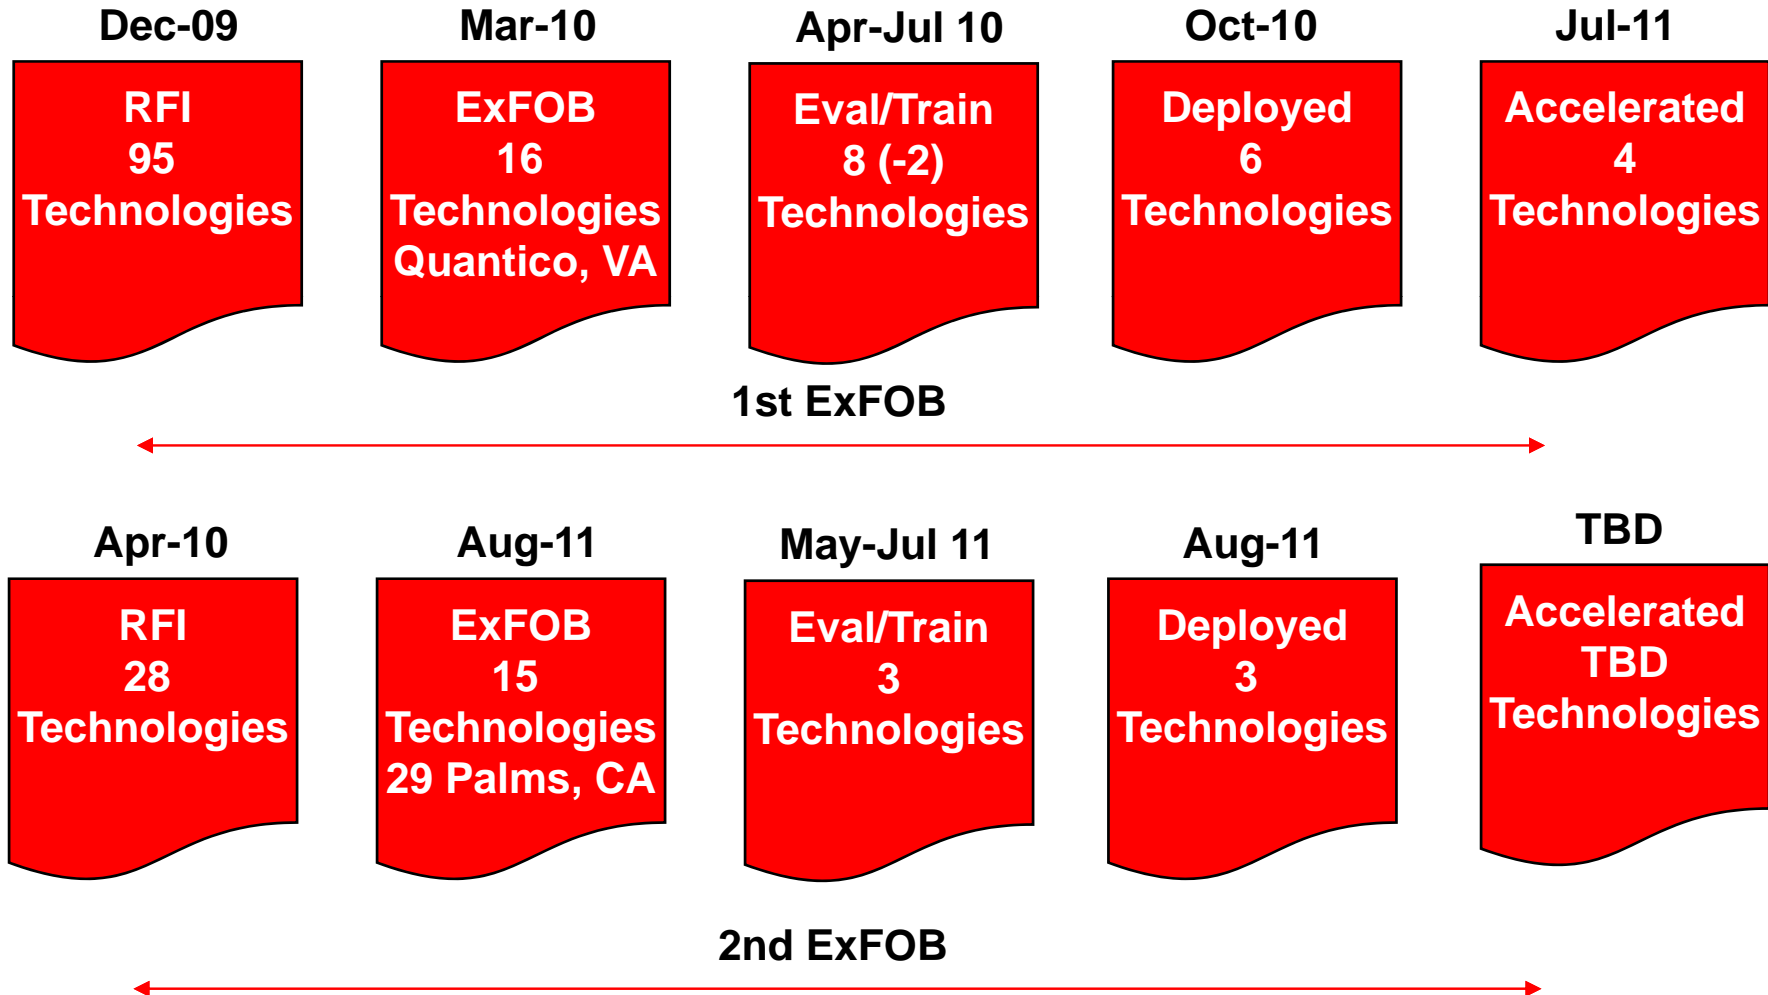 Dec-09
RFI
95
Technologies
Mar-10
ExFOB
16
Technologies
Quantico, VA
Apr-Jul 10
Eval/Train
8 (-2)
Technologies
Oct-10
Deployed
6
Technologies
Jul-11
Accelerated
4
Technologies
1st ExFOB
Apr-10
RFI
28
Technologies
Aug-11
ExFOB
15
Technologies
29 Palms, CA
May-Jul 11
Eval/Train
3
Technologies
Aug-11
Deployed
3
Technologies
TBD
Accelerated
TBD
Technologies
2nd ExFOB